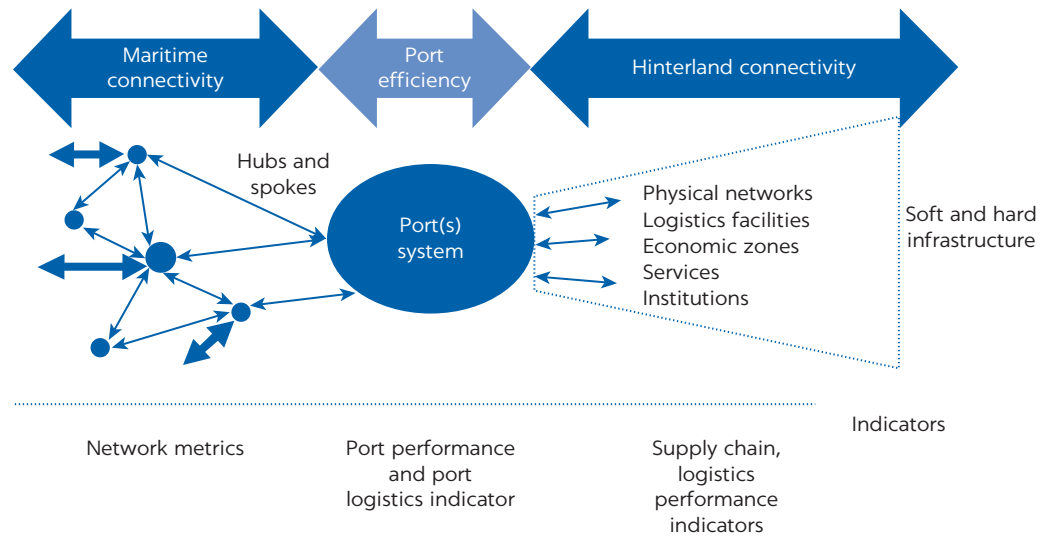 Maritime
connectivity
Port
efficiency
Hinterland connectivity
Hubs and
spokes
Port(s)
system
Physical networks
Logistics facilities
Economic zones
Services
Institutions
Soft and hard
infrastructure
Indicators
Network metrics
Port performance
and port
logistics indicator
Supply chain,
logistics
performance
indicators